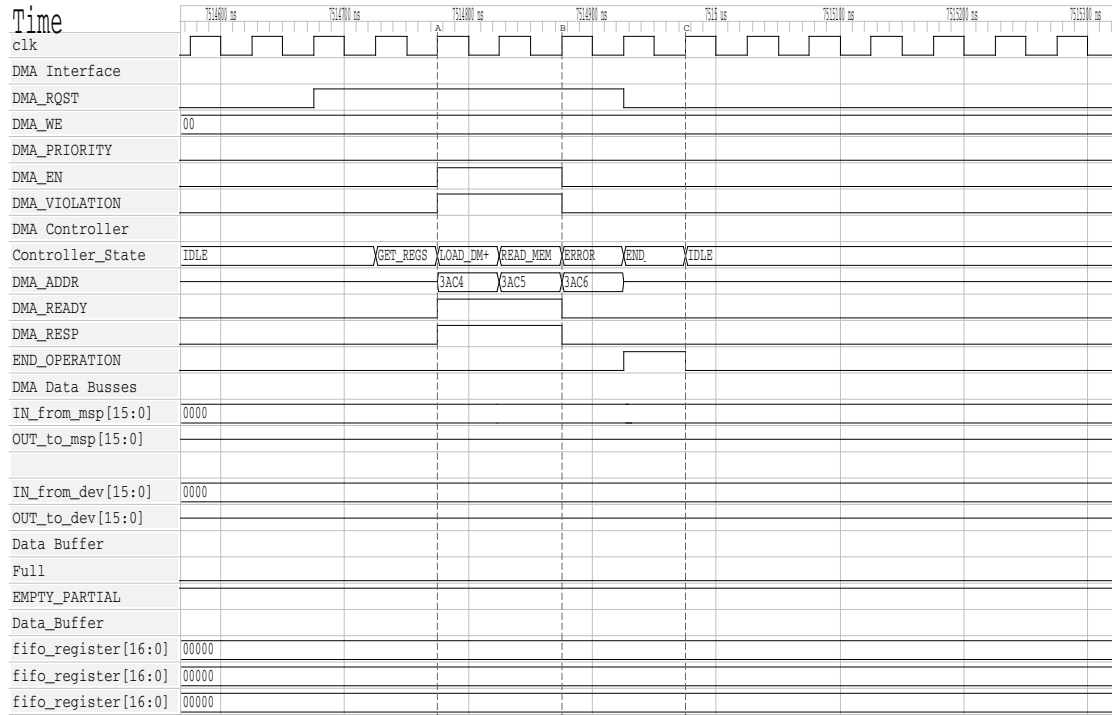 Time 7514600 ns 7514700 ns 7514800 ns 7514900 ns 7515 us 7515100 ns 7515200 ns 7515300 ns
A B C
clk
DMA Interface
DMA_RQST
DMA_WE 00
DMA_PRIORITY
DMA_EN
DMA_VIOLATION
DMA Controller
Controller_State IDLE GET_REGS LOAD_DM+ READ_MEM ERROR END IDLE
DMA_ADDR 3AC4 3AC5 3AC6
DMA_READY
DMA_RESP
END_OPERATION
DMA Data Busses
IN_from_msp[15:0] 0000
OUT_to_msp[15:0]
IN_from_dev[15:0] 0000
OUT_to_dev[15:0]
Data Buffer
Full
EMPTY_PARTIAL
Data_Buffer
fifo_register[16:0] 00000
fifo_register[16:0] 00000
fifo_register[16:0] 00000